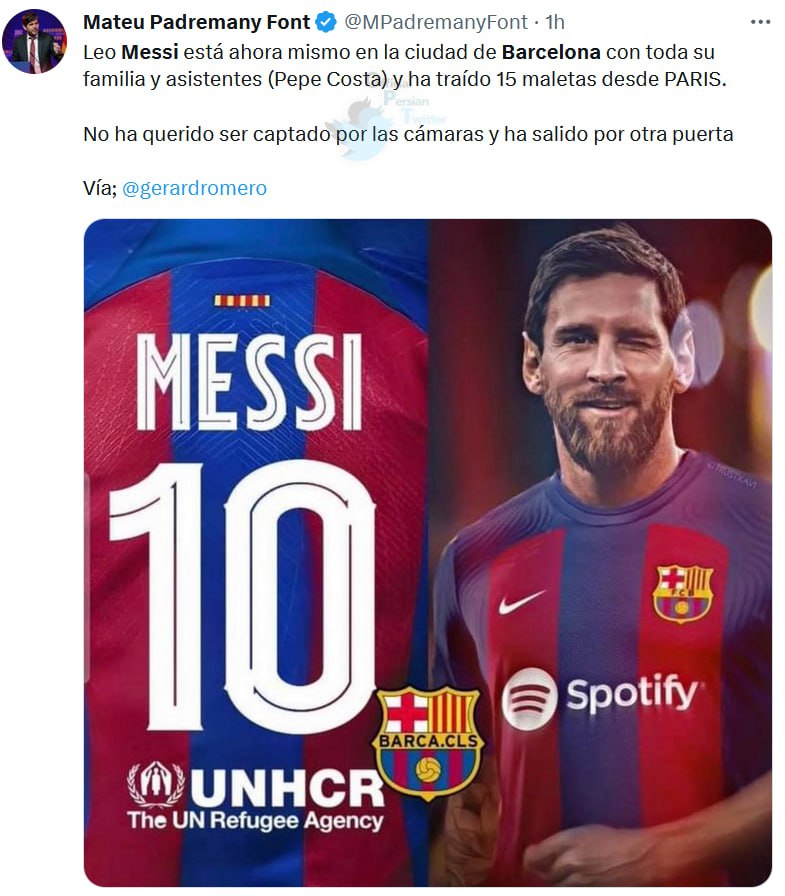 Mateu Padremany Font @MPadremanyFont · 1h
Leo Messi está ahora mismo en la ciudad de Barcelona con toda su
familia y asistentes (Pepe Costa) y ha traído 15 maletas desde PARIS.
Persian
Twitter
No ha querido ser captado por las cámaras y ha salido por otra puerta
Vía; @gerardromero
MESSI
10
UNHCR
The UN Refugee Agency
BARCA.CLS
©TRUSTXAVI
FCB
Spotify